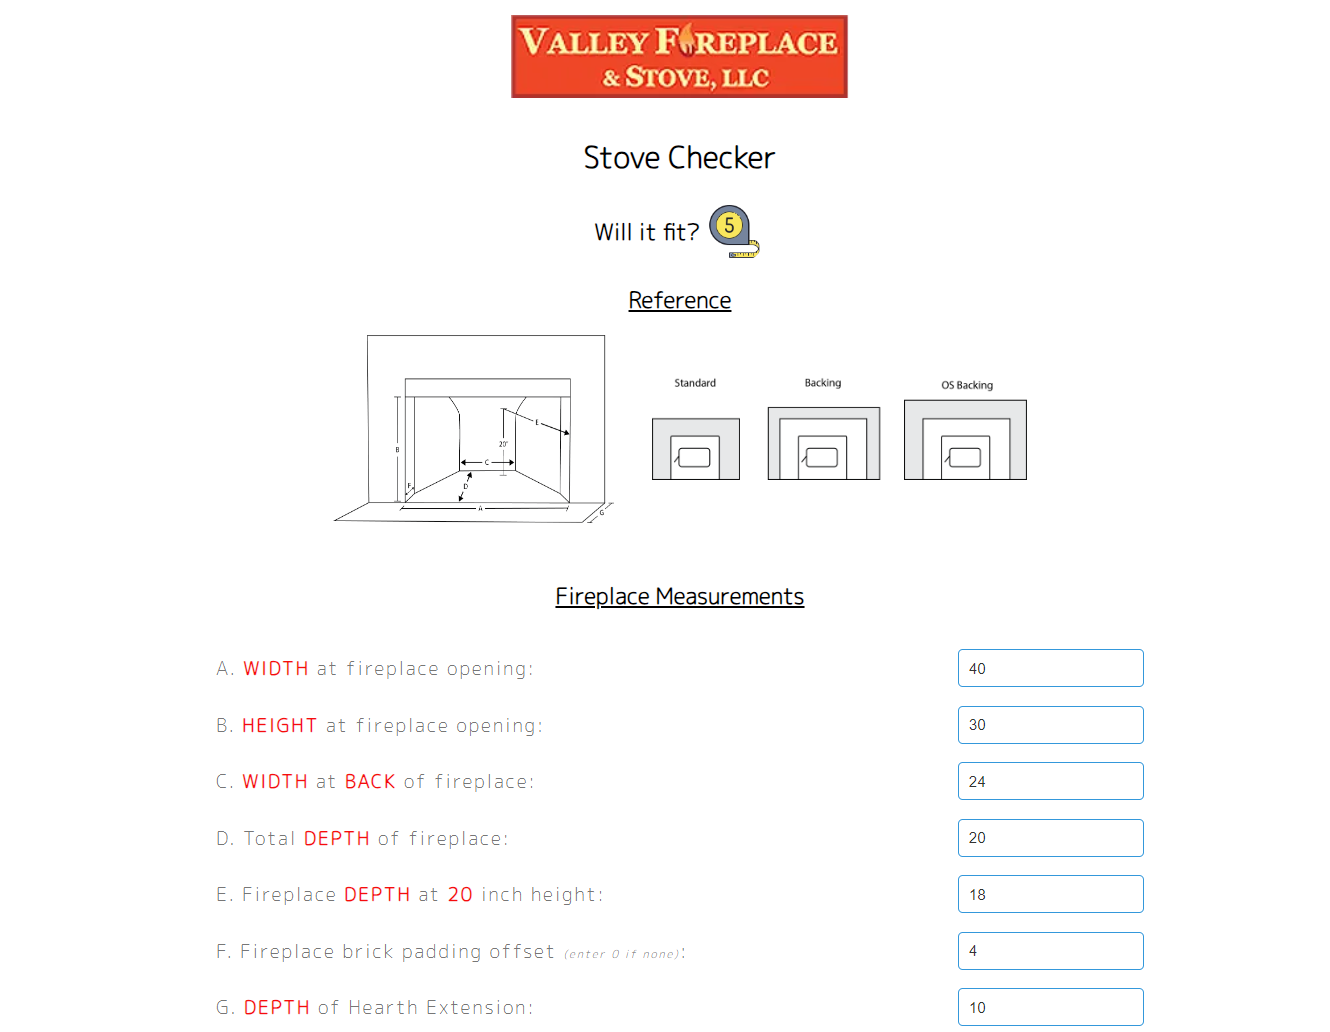 VALLEY FIREPLACE
& STOVE, LLC
Stove Checker
Will it fit? 5
Reference
Standard
Backing
OS Backing
E
B
20"
C
F
D
A
G
Fireplace Measurements
A. WIDTH at fireplace opening: 40
B. HEIGHT at fireplace opening: 30
C. WIDTH at BACK of fireplace: 24
D. Total DEPTH of fireplace: 20
E. Fireplace DEPTH at 20 inch height: 18
F. Fireplace brick padding offset (enter 0 if none): 4
G. DEPTH of Hearth Extension: 10